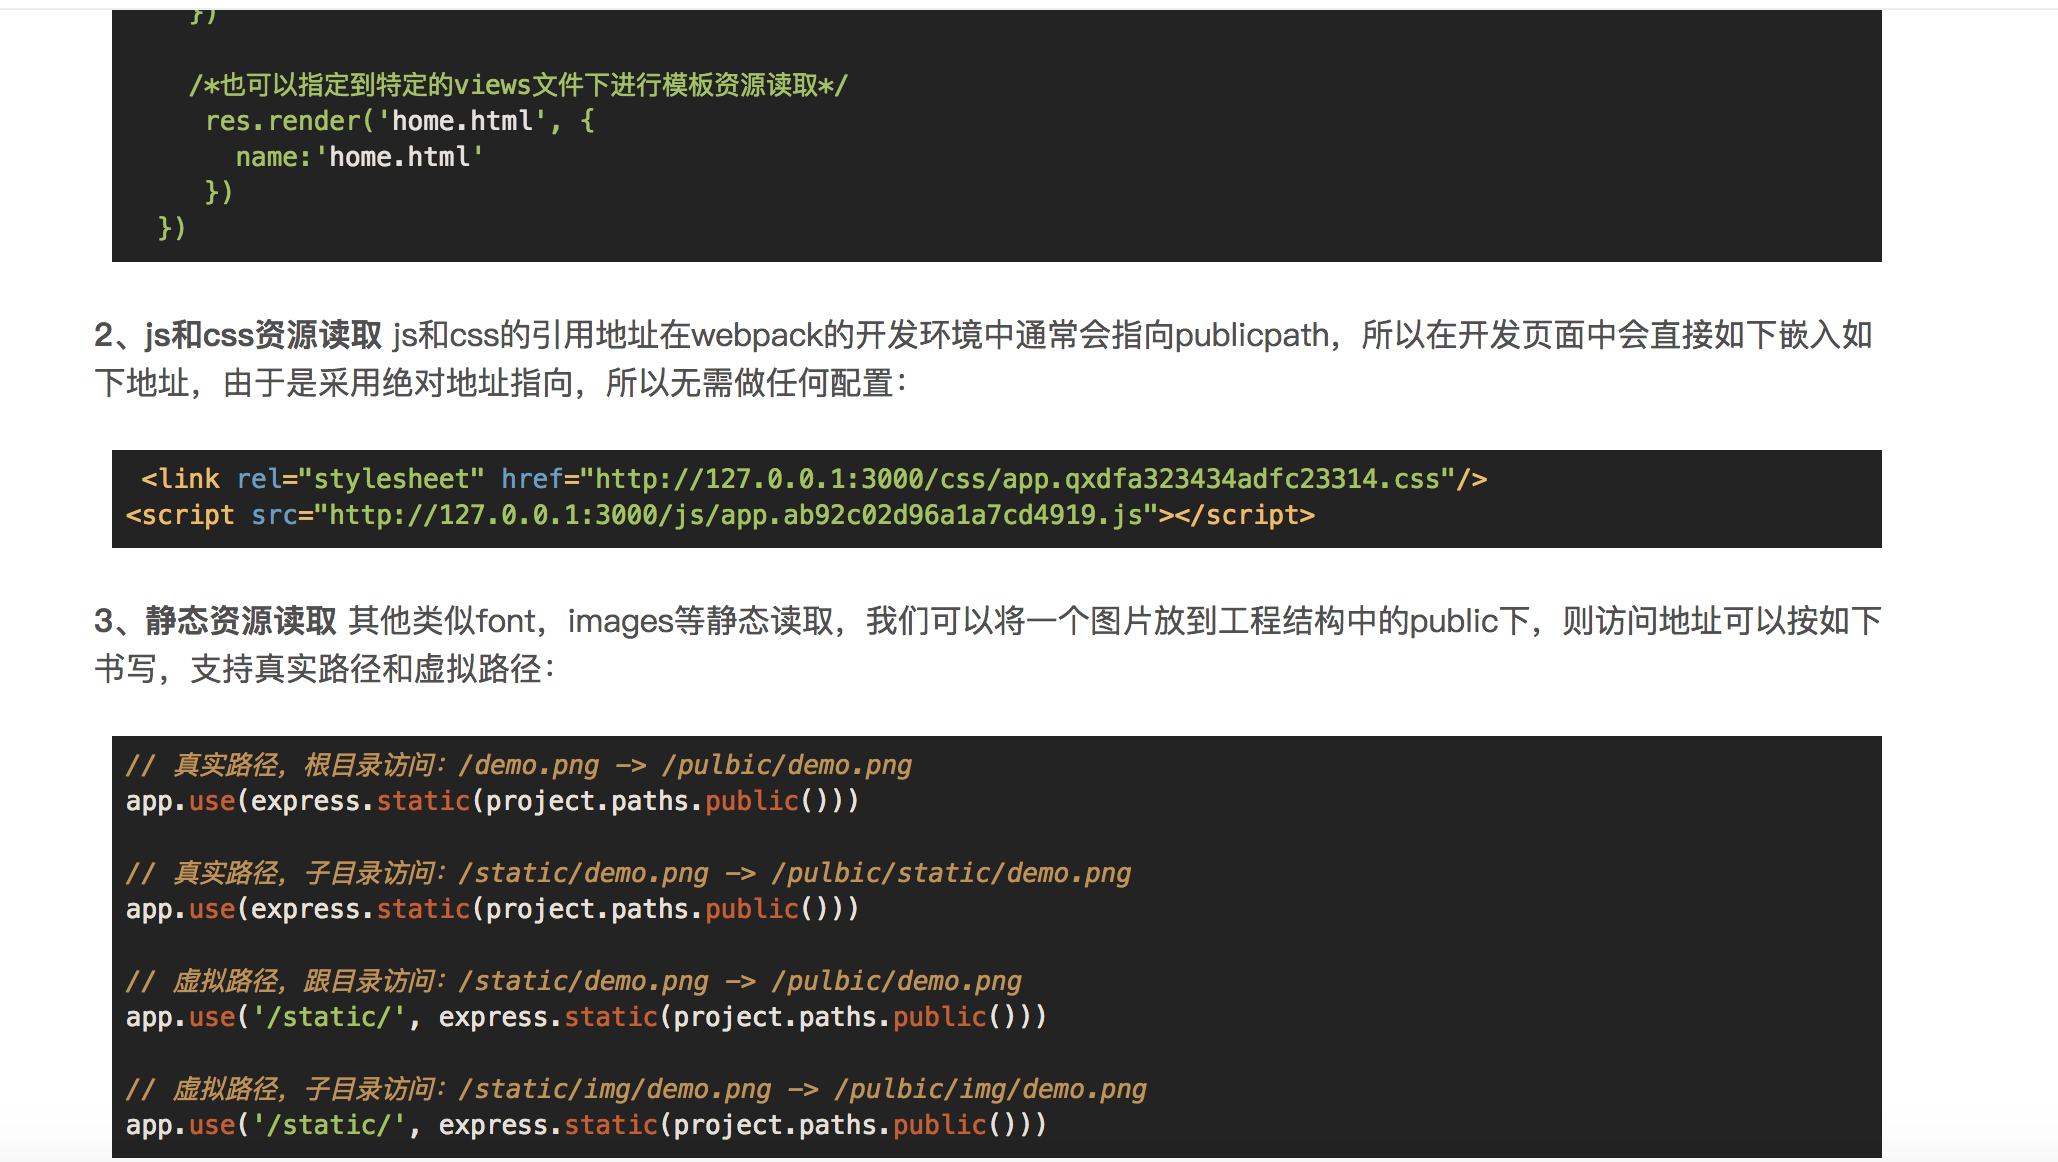 })
/*也可以指定到特定的views文件下进行模板资源读取*/
res.render('home.html', {
name:'home.html'
})
})
2、js和css资源读取 js和css的引用地址在webpack的开发环境中通常会指向publicpath，所以在开发页面中会直接如下嵌入如
下地址，由于是采用绝对地址指向，所以无需做任何配置：
<link rel="stylesheet" href="http://127.0.0.1:3000/css/app.qxdfa323434adfc23314.css"/>
<script src="http://127.0.0.1:3000/js/app.ab92c02d96a1a7cd4919.js"></script>
3、静态资源读取 其他类似font，images等静态读取，我们可以将一个图片放到工程结构中的public下，则访问地址可以按如下
书写，支持真实路径和虚拟路径：
// 真实路径，根目录访问：/demo.png -> /pulbic/demo.png
app.use(express.static(project.paths.public()))
// 真实路径，子目录访问：/static/demo.png -> /pulbic/static/demo.png
app.use(express.static(project.paths.public()))
// 虚拟路径，跟目录访问：/static/demo.png -> /pulbic/demo.png
app.use('/static/', express.static(project.paths.public()))
// 虚拟路径，子目录访问：/static/img/demo.png -> /pulbic/img/demo.png
app.use('/static/', express.static(project.paths.public()))